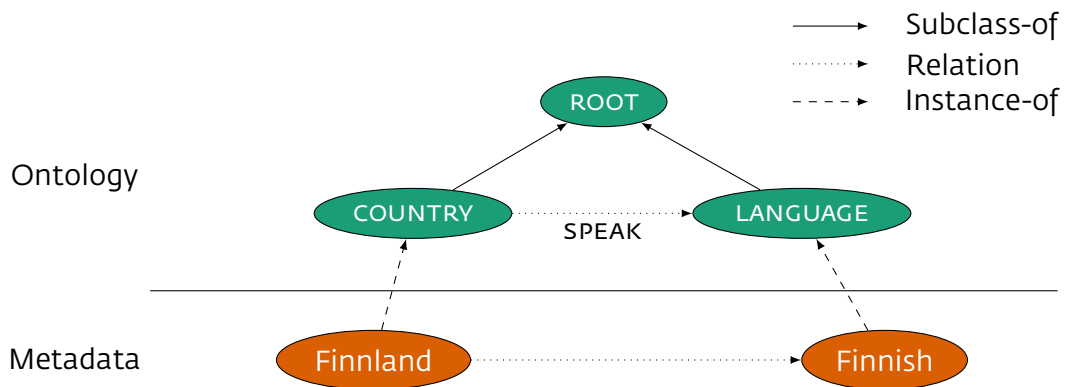 Subclass-of
Relation
Instance-of
ROOT
Ontology
COUNTRY
LANGUAGE
SPEAK
Metadata
Finnland
Finnish